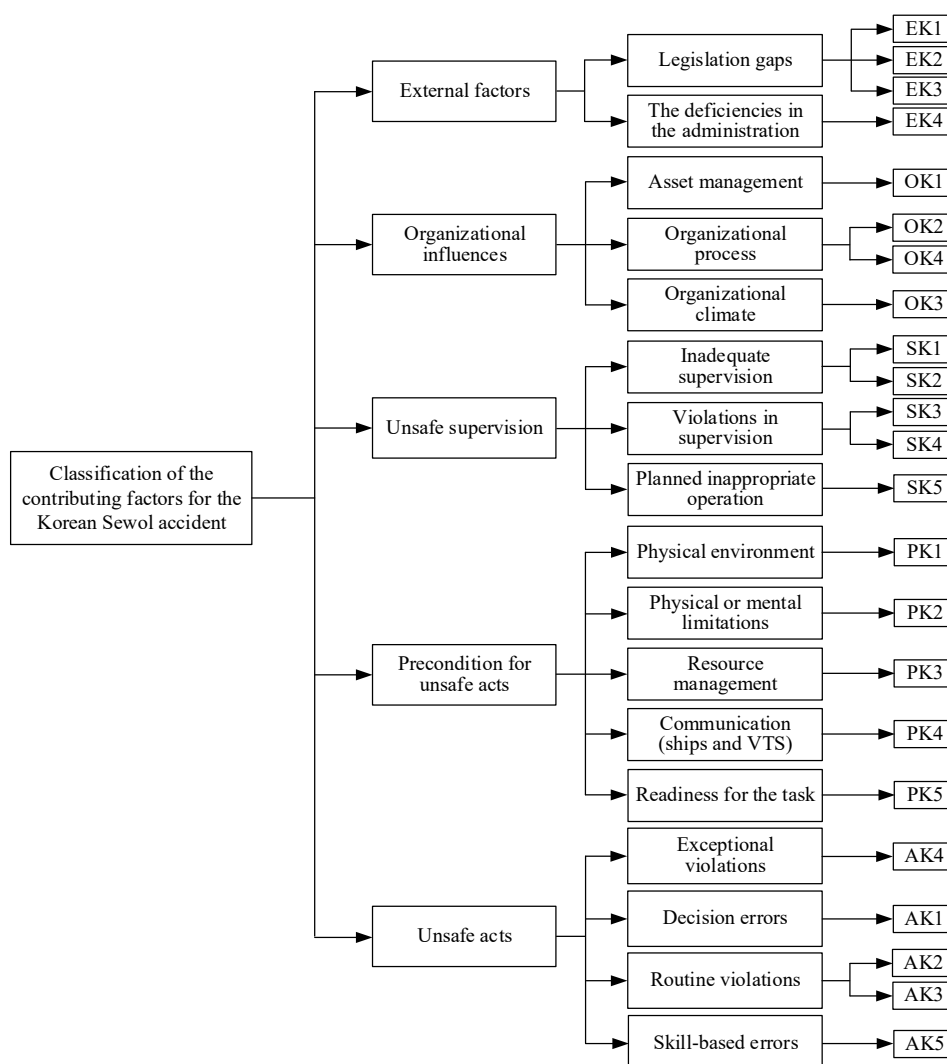 Classification of the
contributing factors for the
Korean Sewol accident
External factors
Legislation gaps
EK1
EK2
EK3
The deficiencies in
the administration
EK4
Organizational
influences
Asset management
OK1
Organizational
process
OK2
OK4
Organizational
climate
OK3
Unsafe supervision
Inadequate
supervision
SK1
SK2
Violations in
supervision
SK3
SK4
Planned inappropriate
operation
SK5
Precondition for
unsafe acts
Physical environment
PK1
Physical or mental
limitations
PK2
Resource
management
PK3
Communication
(ships and VTS)
PK4
Readiness for the task
PK5
Unsafe acts
Exceptional
violations
AK4
Decision errors
AK1
Routine violations
AK2
AK3
Skill-based errors
AK5